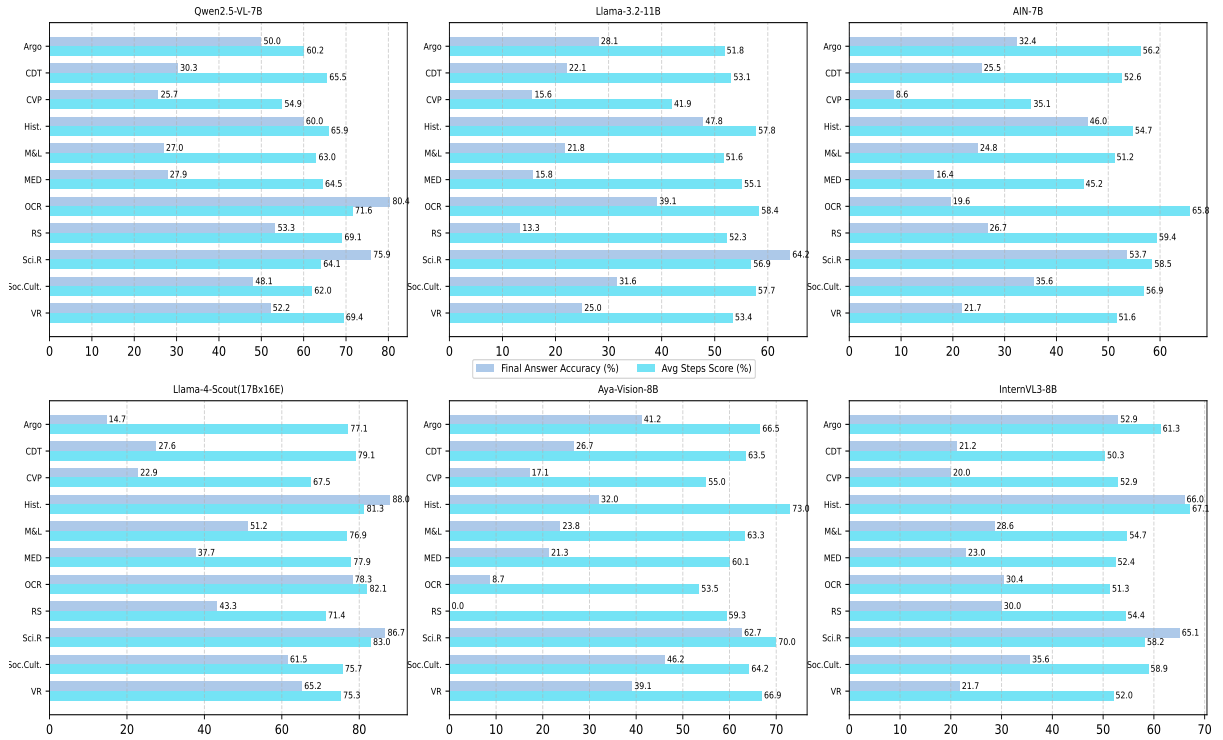 Qwen2.5-VL-7B
Argo 50.0 60.2
CDT 30.3 65.5
CVP 25.7 54.9
Hist. 60.0 65.9
M&L 27.0 63.0
MED 27.9 64.5
OCR 80.4 71.6
RS 53.3 69.1
Sci.R 75.9 64.1
Soc.Cult. 48.1 62.0
VR 52.2 69.4
0 10 20 30 40 50 60 70 80
Llama-3.2-11B
Argo 28.1 51.8
CDT 22.1 53.1
CVP 15.6 41.9
Hist. 47.8 57.8
M&L 21.8 51.6
MED 15.8 55.1
OCR 39.1 58.4
RS 13.3 52.3
Sci.R 64.2 56.9
Soc.Cult. 31.6 57.7
VR 25.0 53.4
0 10 20 30 40 50 60
AIN-7B
Argo 32.4 56.2
CDT 25.5 52.6
CVP 8.6 35.1
Hist. 46.0 54.7
M&L 24.8 51.2
MED 16.4 45.2
OCR 19.6 65.8
RS 26.7 59.4
Sci.R 53.7 58.5
Soc.Cult. 35.6 56.9
VR 21.7 51.6
0 10 20 30 40 50 60
Final Answer Accuracy (%) Avg Steps Score (%)
Llama-4-Scout(17Bx16E)
Argo 14.7 77.1
CDT 27.6 79.1
CVP 22.9 67.5
Hist. 88.0 81.3
M&L 51.2 76.9
MED 37.7 77.9
OCR 78.3 82.1
RS 43.3 71.4
Sci.R 86.7 83.0
Soc.Cult. 61.5 75.7
VR 65.2 75.3
0 20 40 60 80
Aya-Vision-8B
Argo 41.2 66.5
CDT 26.7 63.5
CVP 17.1 55.0
Hist. 32.0 73.0
M&L 23.8 63.3
MED 21.3 60.1
OCR 8.7 53.5
RS 0.0 59.3
Sci.R 62.7 70.0
Soc.Cult. 46.2 64.2
VR 39.1 66.9
0 10 20 30 40 50 60 70
InternVL3-8B
Argo 52.9 61.3
CDT 21.2 50.3
CVP 20.0 52.9
Hist. 66.0 67.1
M&L 28.6 54.7
MED 23.0 52.4
OCR 30.4 51.3
RS 30.0 54.4
Sci.R 65.1 58.2
Soc.Cult. 35.6 58.9
VR 21.7 52.0
0 10 20 30 40 50 60 70